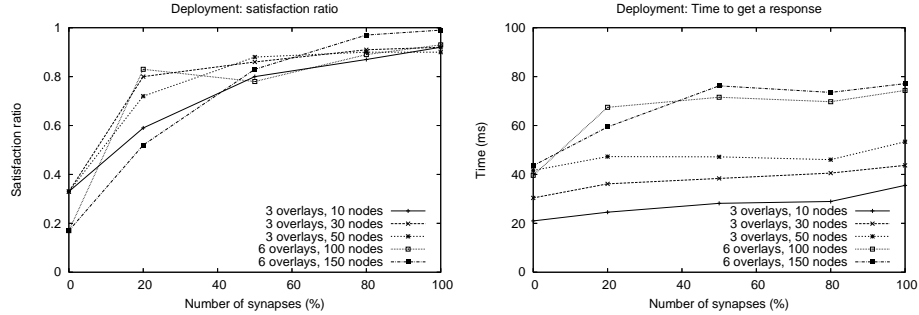 Deployment: satisfaction ratio
1
0.8
0.6
0.4
0.2
0
0 20 40 60 80 100
Satisfaction ratio
Number of synapses (%)
3 overlays, 10 nodes
3 overlays, 30 nodes
3 overlays, 50 nodes
6 overlays, 100 nodes
6 overlays, 150 nodes
Deployment: Time to get a response
100
80
60
40
20
0
0 20 40 60 80 100
Time (ms)
Number of synapses (%)
3 overlays, 10 nodes
3 overlays, 30 nodes
3 overlays, 50 nodes
6 overlays, 100 nodes
6 overlays, 150 nodes